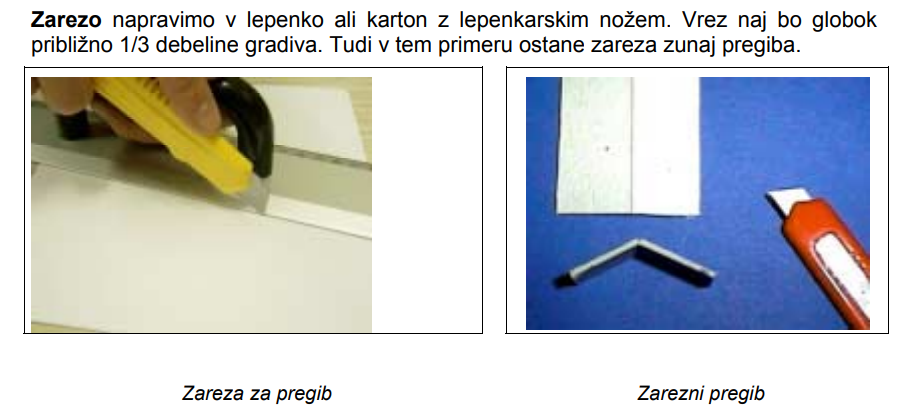 Zarezo napravimo v lepenko ali karton z lepenkarskim nožem. Vrez naj bo globok
približno 1/3 debeline gradiva. Tudi v tem primeru ostane zareza zunaj pregiba.
Zareza za pregib
Zarezni pregib